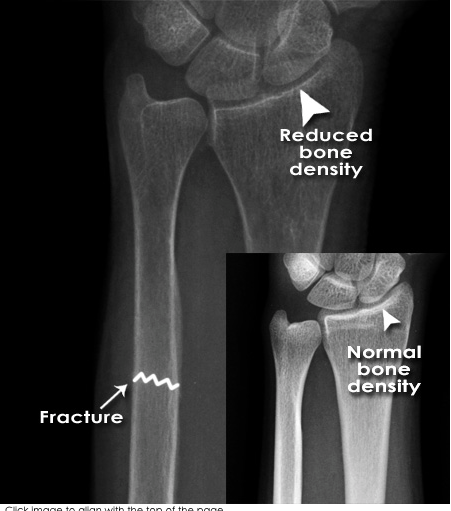 Reduced
bone
density
Normal
bone
density
Fracture
Click image to align with the top of the page